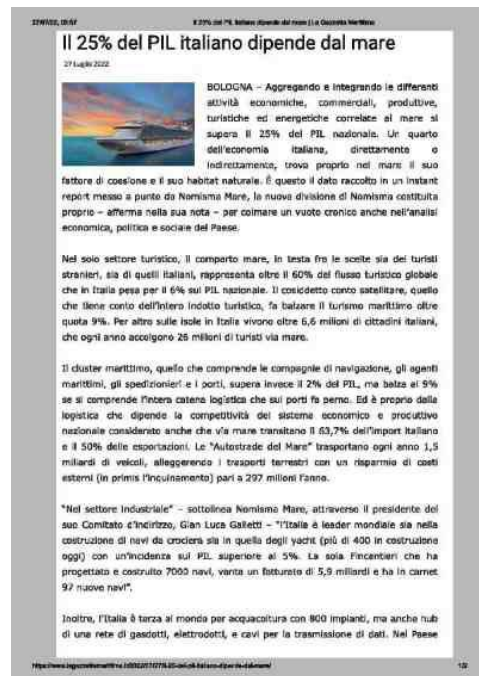 Il 25% del PIL italiano dipende dal mare | La Gazzetta Marittima
Il 25% del PIL italiano dipende dal mare
27 Luglio 2022
BOLOGNA – Aggregando e integrando le differenti
attività economiche, commerciali, produttive,
turistiche ed energetiche correlate al mare si
supera il 25% del PIL nazionale. Un quarto
dell'economia italiana, direttamente o
indirettamente, trova proprio nel mare il suo
fattore di coesione e il suo habitat naturale. È questo il dato raccolto in un instant
report messo a punto da Nomisma Mare, la nuova divisione di Nomisma costituita
proprio – afferma nella sua nota – per colmare un vuoto cronico anche nell'analisi
economica, politica e sociale del Paese.
Nel solo settore turistico, il comparto mare, in testa fra le scelte sia dei turisti
stranieri, sia di quelli italiani, rappresenta oltre il 60% del flusso turistico globale
che in Italia pesa per il 6% sul PIL nazionale. Il cosiddetto conto satellitare, quello
che tiene conto dell'intero indotto turistico, fa balzare il turismo marittimo oltre
quota 9%. Per altro sulle isole in Italia vivono oltre 6,6 milioni di cittadini italiani,
che ogni anno accolgono 26 milioni di turisti via mare.
Il cluster marittimo, quello che comprende le compagnie di navigazione, gli agenti
marittimi, gli spedizionieri e i porti, supera invece il 2% del PIL, ma balza al 9%
se si comprende l'intera catena logistica che sui porti fa perno. Ed è proprio dalla
logistica che dipende la competitività del sistema economico e produttivo
nazionale considerato anche che via mare transitano il 63,7% dell'import italiano
e il 50% delle esportazioni. Le "Autostrade del Mare" trasportano ogni anno 1,5
miliardi di veicoli, alleggerendo i trasporti terrestri con un risparmio di costi
esterni (in primis l'inquinamento) pari a 297 milioni l'anno.
"Nel settore industriale" – sottolinea Nomisma Mare, attraverso il presidente del
suo Comitato d'indirizzo, Gian Luca Galletti – "l'Italia è leader mondiale sia nella
costruzione di navi da crociera sia in quella degli yacht (più di 400 in costruzione
oggi) con un'incidenza sul PIL superiore al 5%. La sola Fincantieri che ha
progettato e costruito 7000 navi, vanta un fatturato di 5,9 miliardi e ha in carnet
97 nuove navi".
Inoltre, l'Italia è terza al mondo per acquacoltura con 800 impianti, ma anche hub
di una rete di gasdotti, elettrodotti, e cavi per la trasmissione di dati. Nel Paese